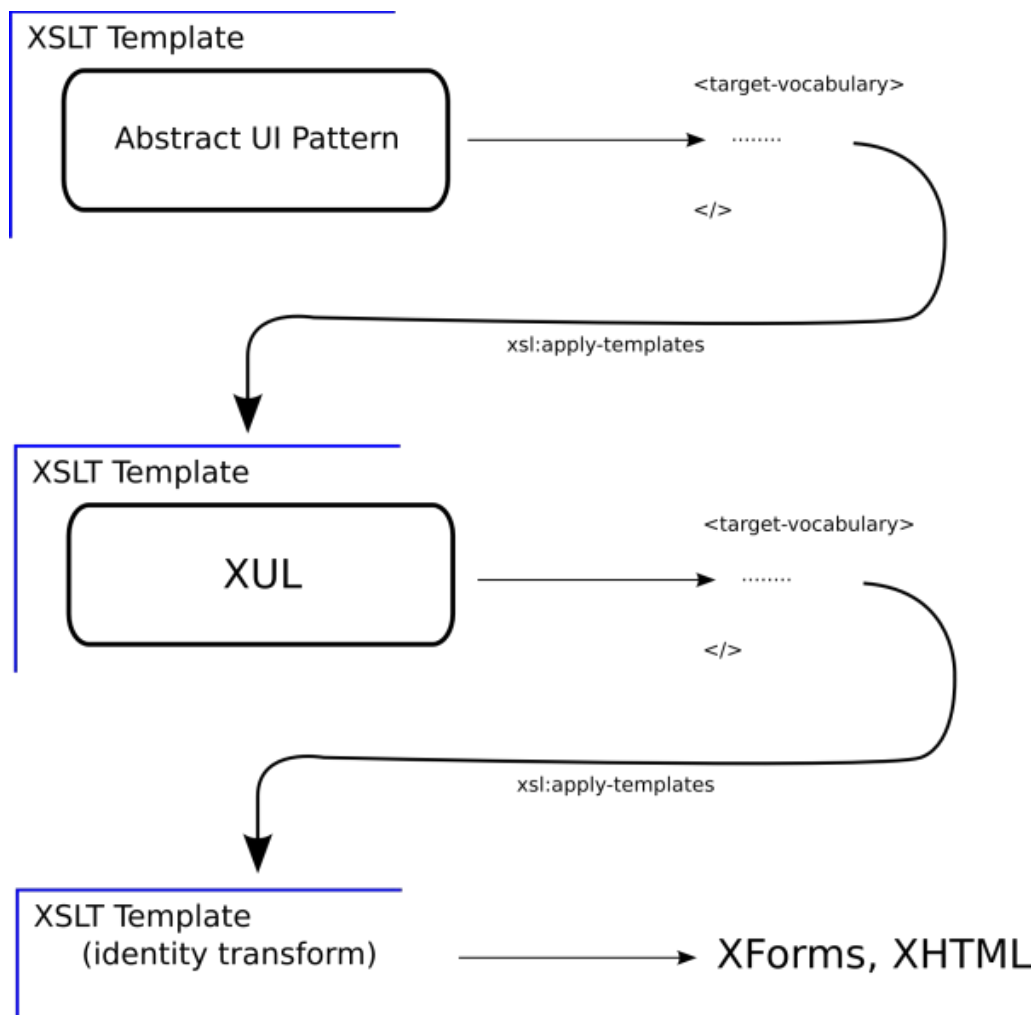 XSLT Template
Abstract UI Pattern
<target-vocabulary>
........
</>
xsl:apply-templates
XSLT Template
XUL
<target-vocabulary>
........
</>
xsl:apply-templates
XSLT Template
(identity transform)
XForms, XHTML